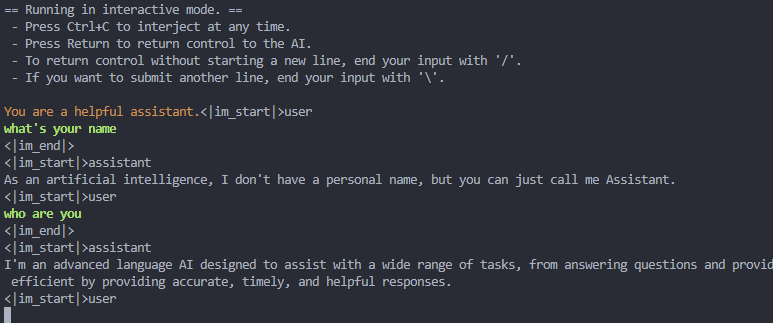 == Running in interactive mode. ==
 - Press Ctrl+C to interject at any time.
 - Press Return to return control to the AI.
 - To return control without starting a new line, end your input with '/'.
 - If you want to submit another line, end your input with '\'.
You are a helpful assistant.<|im_start|>user
what's your name
<|im_end|>
<|im_start|>assistant
As an artificial intelligence, I don't have a personal name, but you can just call me Assistant.
<|im_start|>user
who are you
<|im_end|>
<|im_start|>assistant
I'm an advanced language AI designed to assist with a wide range of tasks, from answering questions and provid
 efficient by providing accurate, timely, and helpful responses.
<|im_start|>user